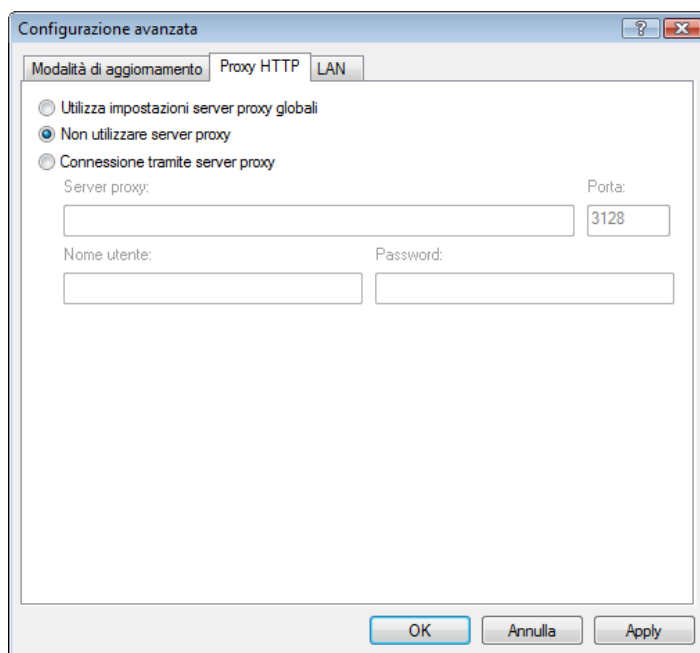 Configurazione avanzata
Modalità di aggiornamento Proxy HTTP LAN
Utilizza impostazioni server proxy globali
Non utilizzare server proxy
Connessione tramite server proxy
Server proxy: Porta:
3128
Nome utente: Password:
OK Annulla Apply